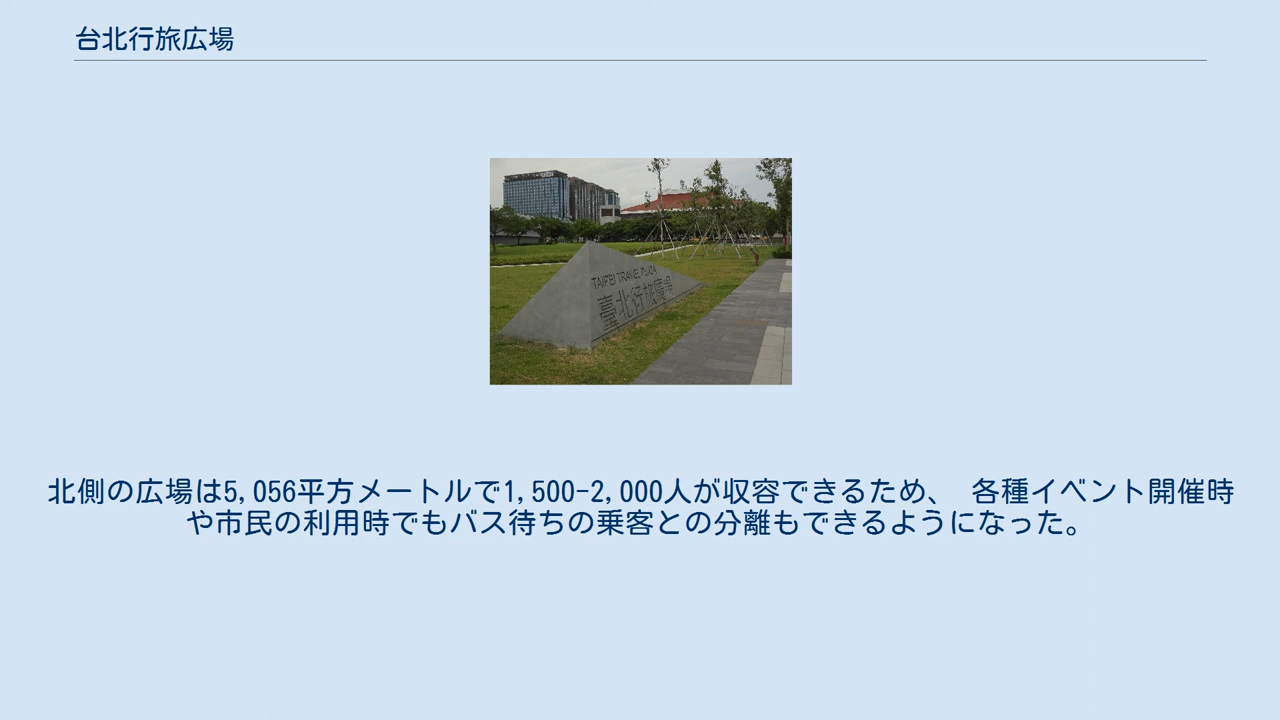 台北行旅広場
TAIPEI TRAVEL PLAZA
臺北行旅廣場
北側の広場は5,056平方メートルで1,500-2,000人が収容できるため、 各種イベント開催時
や市民の利用時でもバス待ちの乗客との分離もできるようになった。